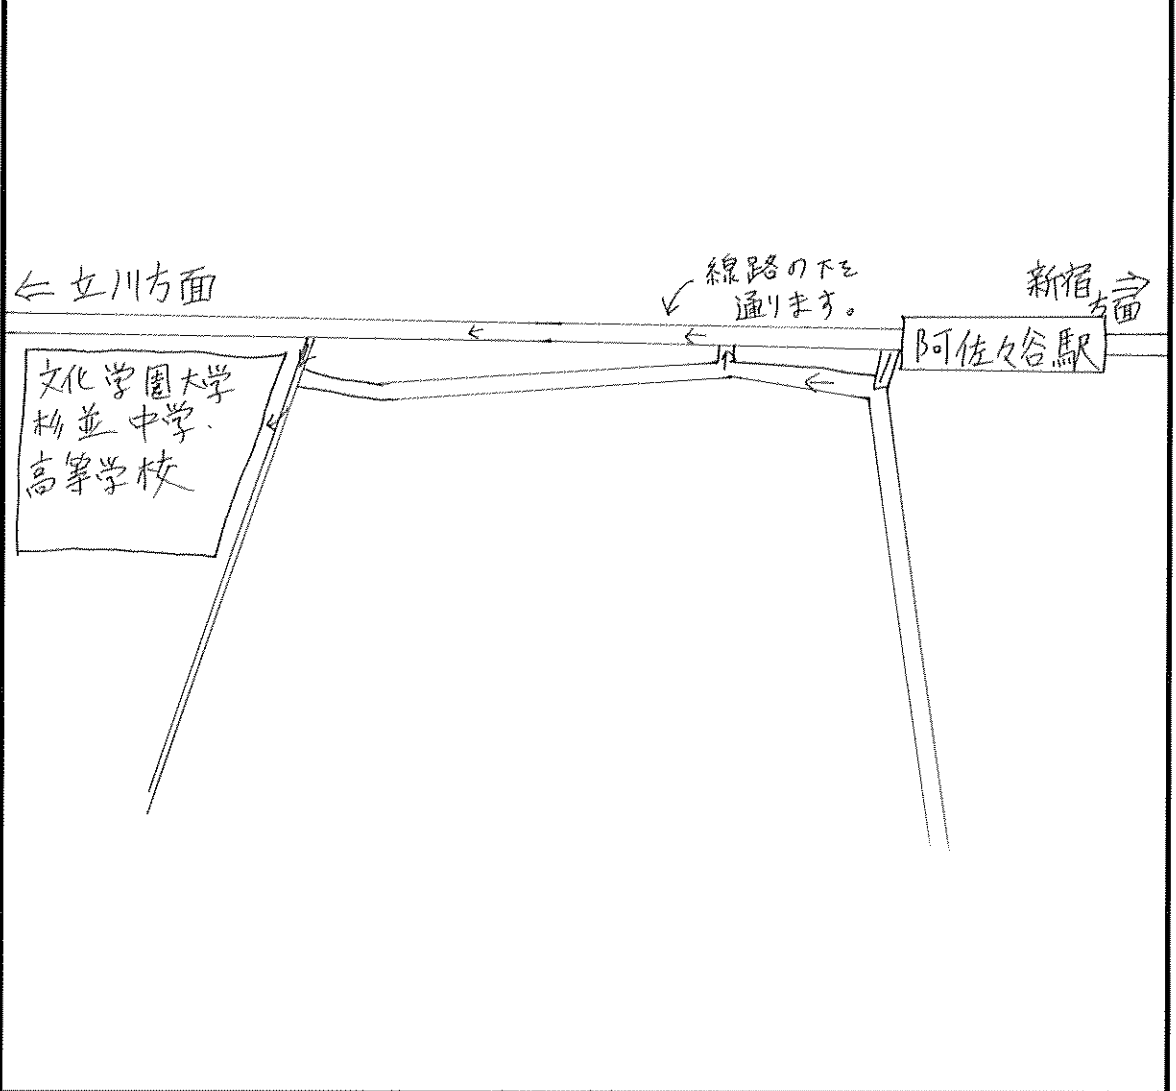 ← 立川方面
線路の下を
通ります。
新宿
方面
阿佐々谷駅
文化学園大学
杉並中学・
高等学校